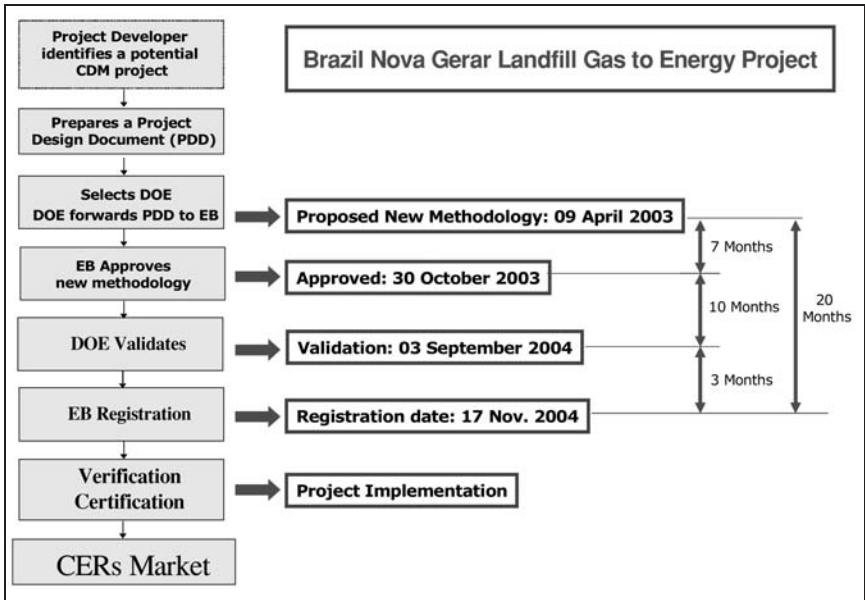 Project Developer
identifies a potential
CDM project
Brazil Nova Gerar Landfill Gas to Energy Project
Prepares a Project
Design Document (PDD)
Selects DOE
DOE forwards PDD to EB
Proposed New Methodology: 09 April 2003
7 Months
EB Approves
new methodology
Approved: 30 October 2003
10 Months
20
Months
DOE Validates
Validation: 03 September 2004
3 Months
EB Registration
Registration date: 17 Nov. 2004
Verification
Certification
Project Implementation
CERs Market